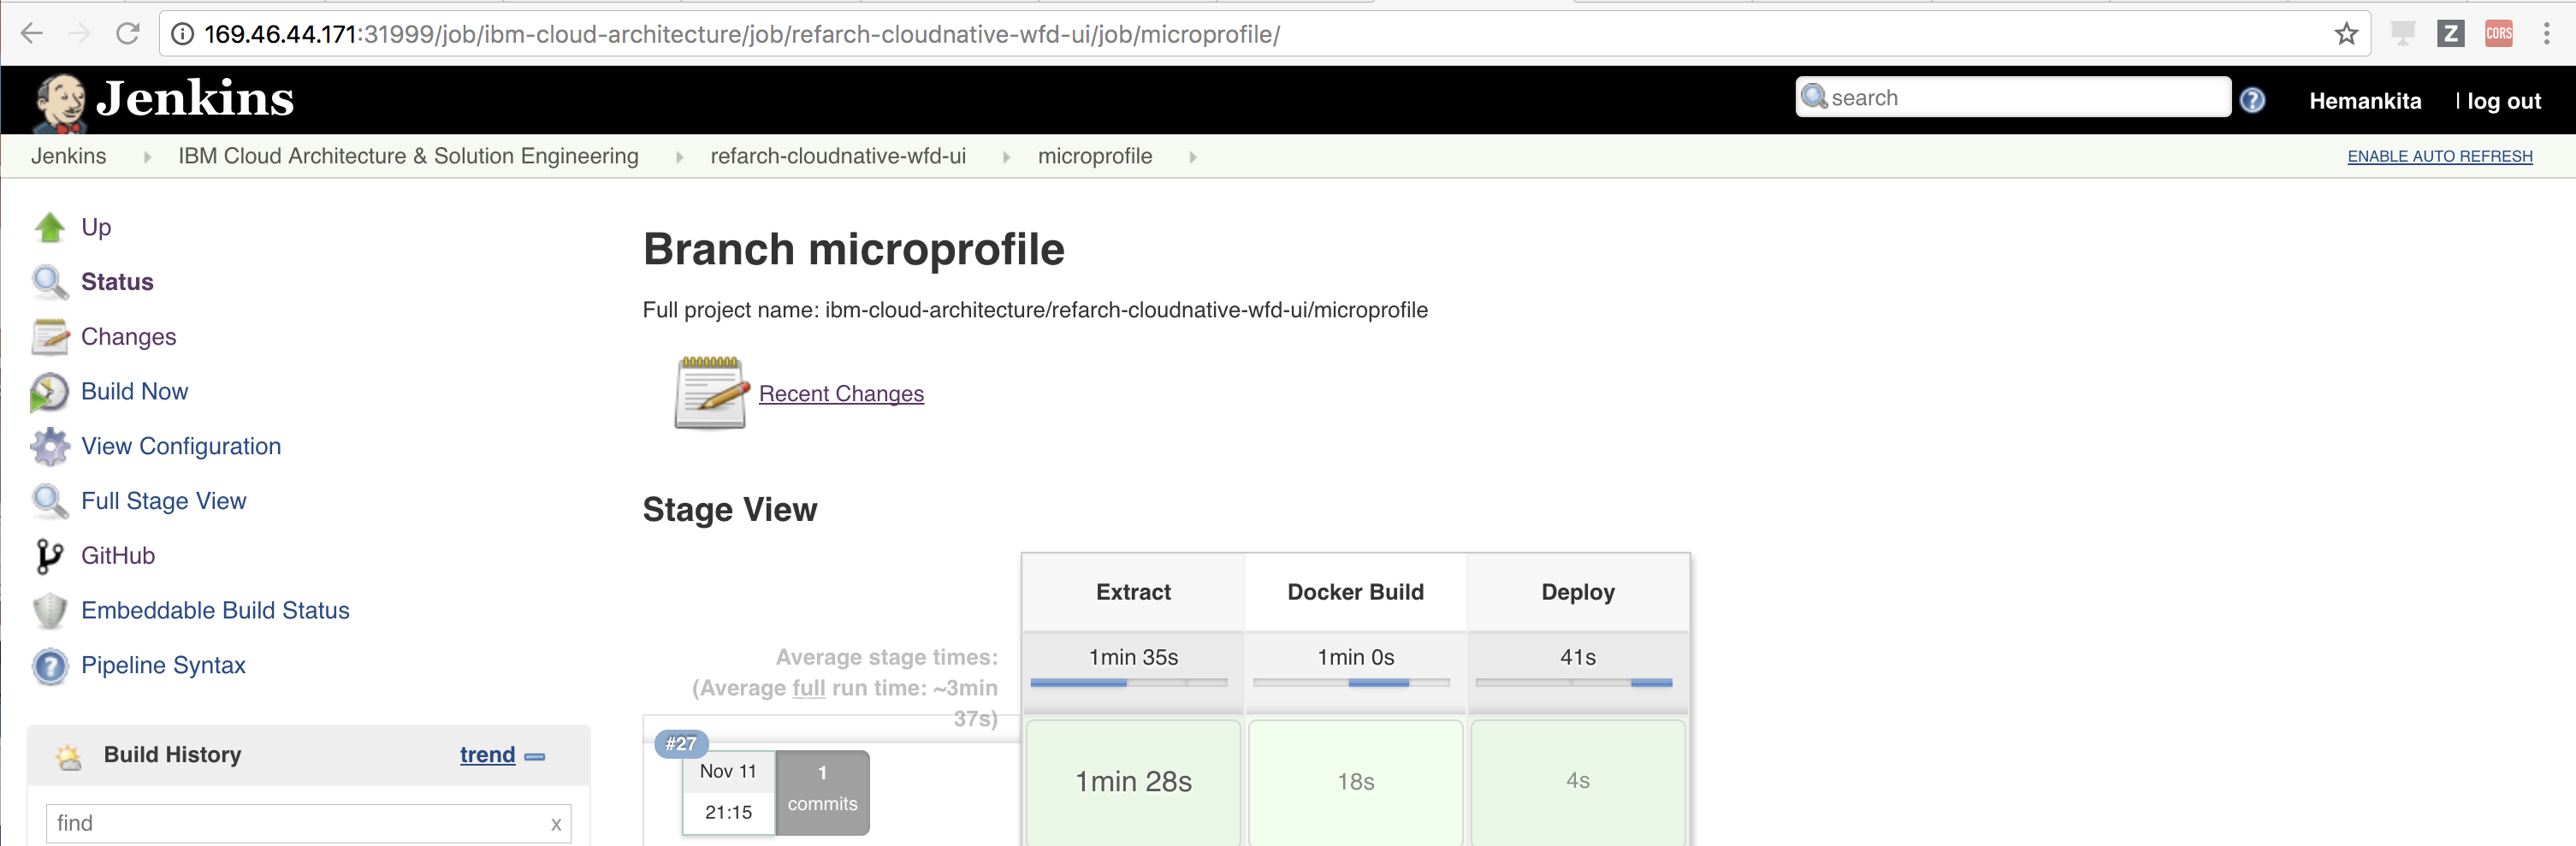 169.46.44.171:31999/job/ibm-cloud-architecture/job/refarch-cloudnative-wfd-ui/job/microprofile/
Z
CORS
Jenkins
search
?
Hemankita
| log out
Jenkins
IBM Cloud Architecture & Solution Engineering
refarch-cloudnative-wfd-ui
microprofile
ENABLE AUTO REFRESH
Up
Status
Changes
Build Now
View Configuration
Full Stage View
GitHub
Embeddable Build Status
Pipeline Syntax
Build History
trend
find
x
Branch microprofile
Full project name: ibm-cloud-architecture/refarch-cloudnative-wfd-ui/microprofile
Recent Changes
Stage View
Extract
Docker Build
Deploy
Average stage times:
(Average full run time: ~3min
37s)
1min 35s
1min 0s
41s
#27
Nov 11
21:15
1
commits
1min 28s
18s
4s